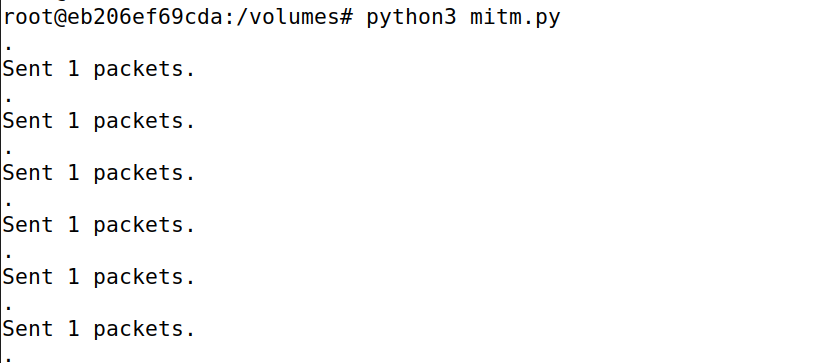 root@eb206ef69cda:/volumes# python3 mitm.py
.
Sent 1 packets.
.
Sent 1 packets.
.
Sent 1 packets.
.
Sent 1 packets.
.
Sent 1 packets.
.
Sent 1 packets.
.